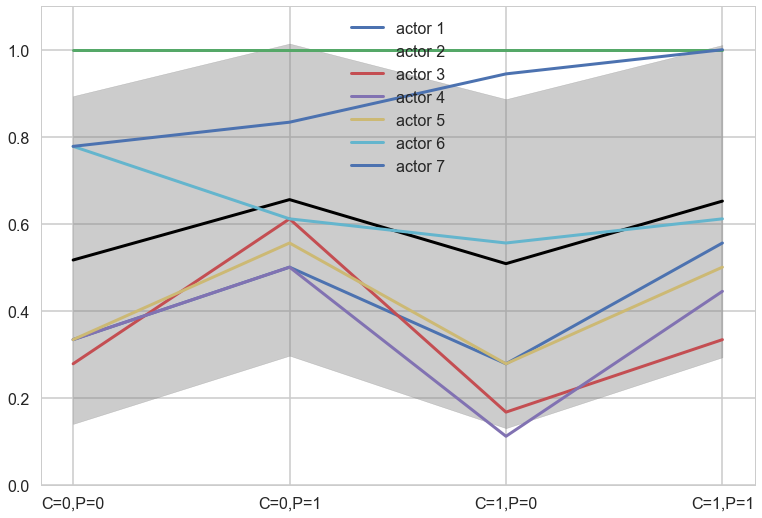 actor 1
actor 2
actor 3
actor 4
actor 5
actor 6
actor 7
1.0
0.8
0.6
0.4
0.2
0.0
C=0,P=0 C=0,P=1 C=1,P=0 C=1,P=1